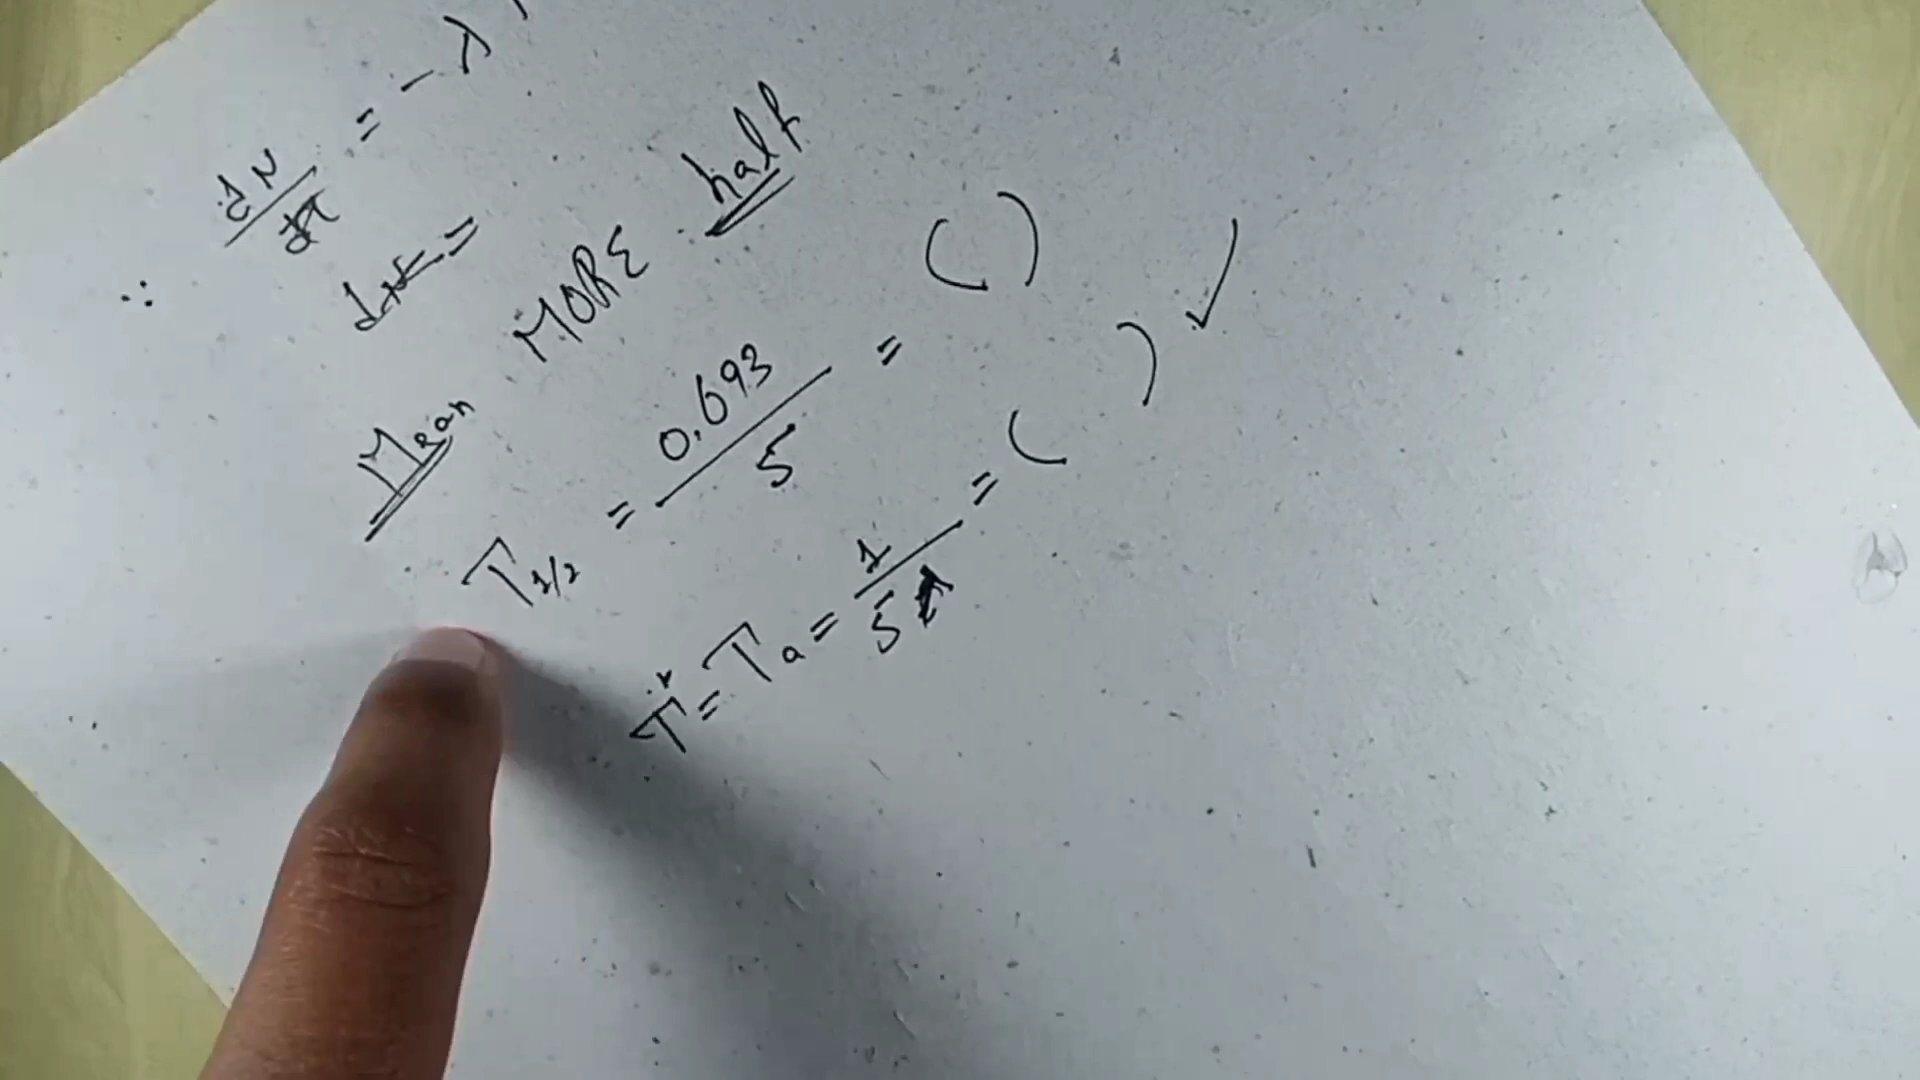 ∵ dN/dt = - λ
Mean MORE half
T1/2 = 0.693/5 = ( )
T = Ta = 1/5 = ( ) ✓